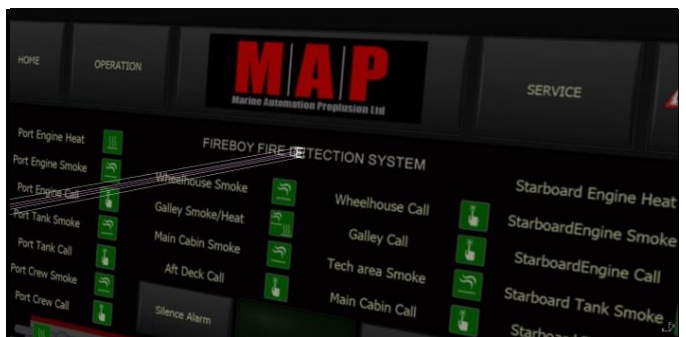 HOME
OPERATION
MAP
Marine Automation Proplusion Ltd
SERVICE
FIREBOY FIRE DETECTION SYSTEM
Port Engine Heat
Port Engine Smoke
Port Engine Call
Port Tank Smoke
Port Tank Call
Port Crew Smoke
Port Crew Call
Wheelhouse Smoke
Galley Smoke/Heat
Main Cabin Smoke
Aft Deck Call
Silence Alarm
Wheelhouse Call
Galley Call
Tech area Smoke
Main Cabin Call
Starboard Engine Heat
StarboardEngine Smoke
StarboardEngine Call
Starboard Tank Smoke